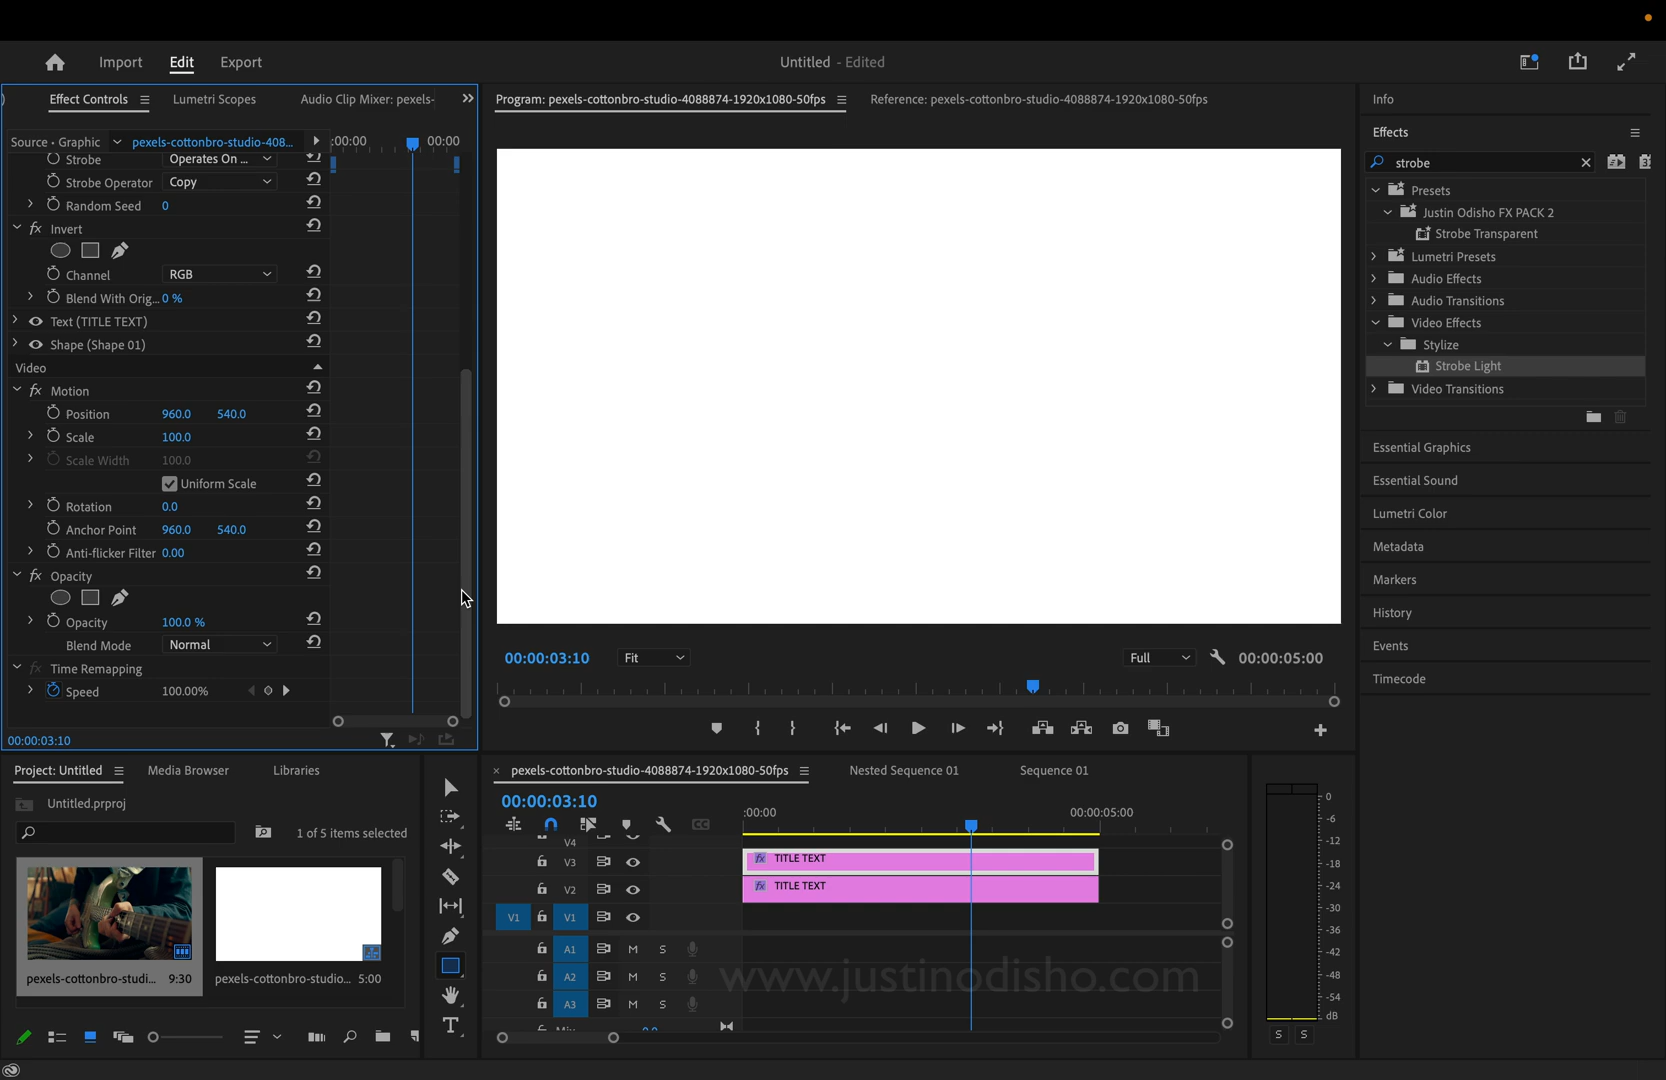 Import Edit Export Untitled - Edited
Effect Controls Lumetri Scopes Audio Clip Mixer: pexels-
Program: pexels-cottonbro-studio-4088874-1920x1080-50fps Reference: pexels-cottonbro-studio-4088874-1920x1080-50fps
Source • Graphic pexels-cottonbro-studio-408... :00:00 00:00
Strobe Operates On ...
Strobe Operator Copy
Random Seed 0
fx Invert
Channel RGB
Blend With Orig... 0 %
Text (TITLE TEXT)
Shape (Shape 01)
Video
fx Motion
Position 960.0 540.0
Scale 100.0
Scale Width 100.0
Uniform Scale
Rotation 0.0
Anchor Point 960.0 540.0
Anti-flicker Filter 0.00
fx Opacity
Opacity 100.0 %
Blend Mode Normal
fx Time Remapping
Speed 100.00%
00:00:03:10
00:00:03:10 Fit Full 00:00:05:00
Info
Effects
strobe
Presets
Justin Odisho FX PACK 2
Strobe Transparent
Lumetri Presets
Audio Effects
Audio Transitions
Video Effects
Stylize
Strobe Light
Video Transitions
Essential Graphics
Essential Sound
Lumetri Color
Metadata
Markers
History
Events
Timecode
Project: Untitled Media Browser Libraries
Untitled.prproj
1 of 5 items selected
pexels-cottonbro-studi... 9:30 pexels-cottonbro-studio... 5:00
T
× pexels-cottonbro-studio-4088874-1920x1080-50fps Nested Sequence 01 Sequence 01
00:00:03:10 :00:00 00:00:05:00
V4
V3 fx TITLE TEXT
V2 fx TITLE TEXT
V1 V1
A1 M S
A2 M S
A3 M S
Mix 0.0
www.justinodisho.com
0
-6
-12
-18
-24
-30
-36
-42
-48
-54
dB
S S